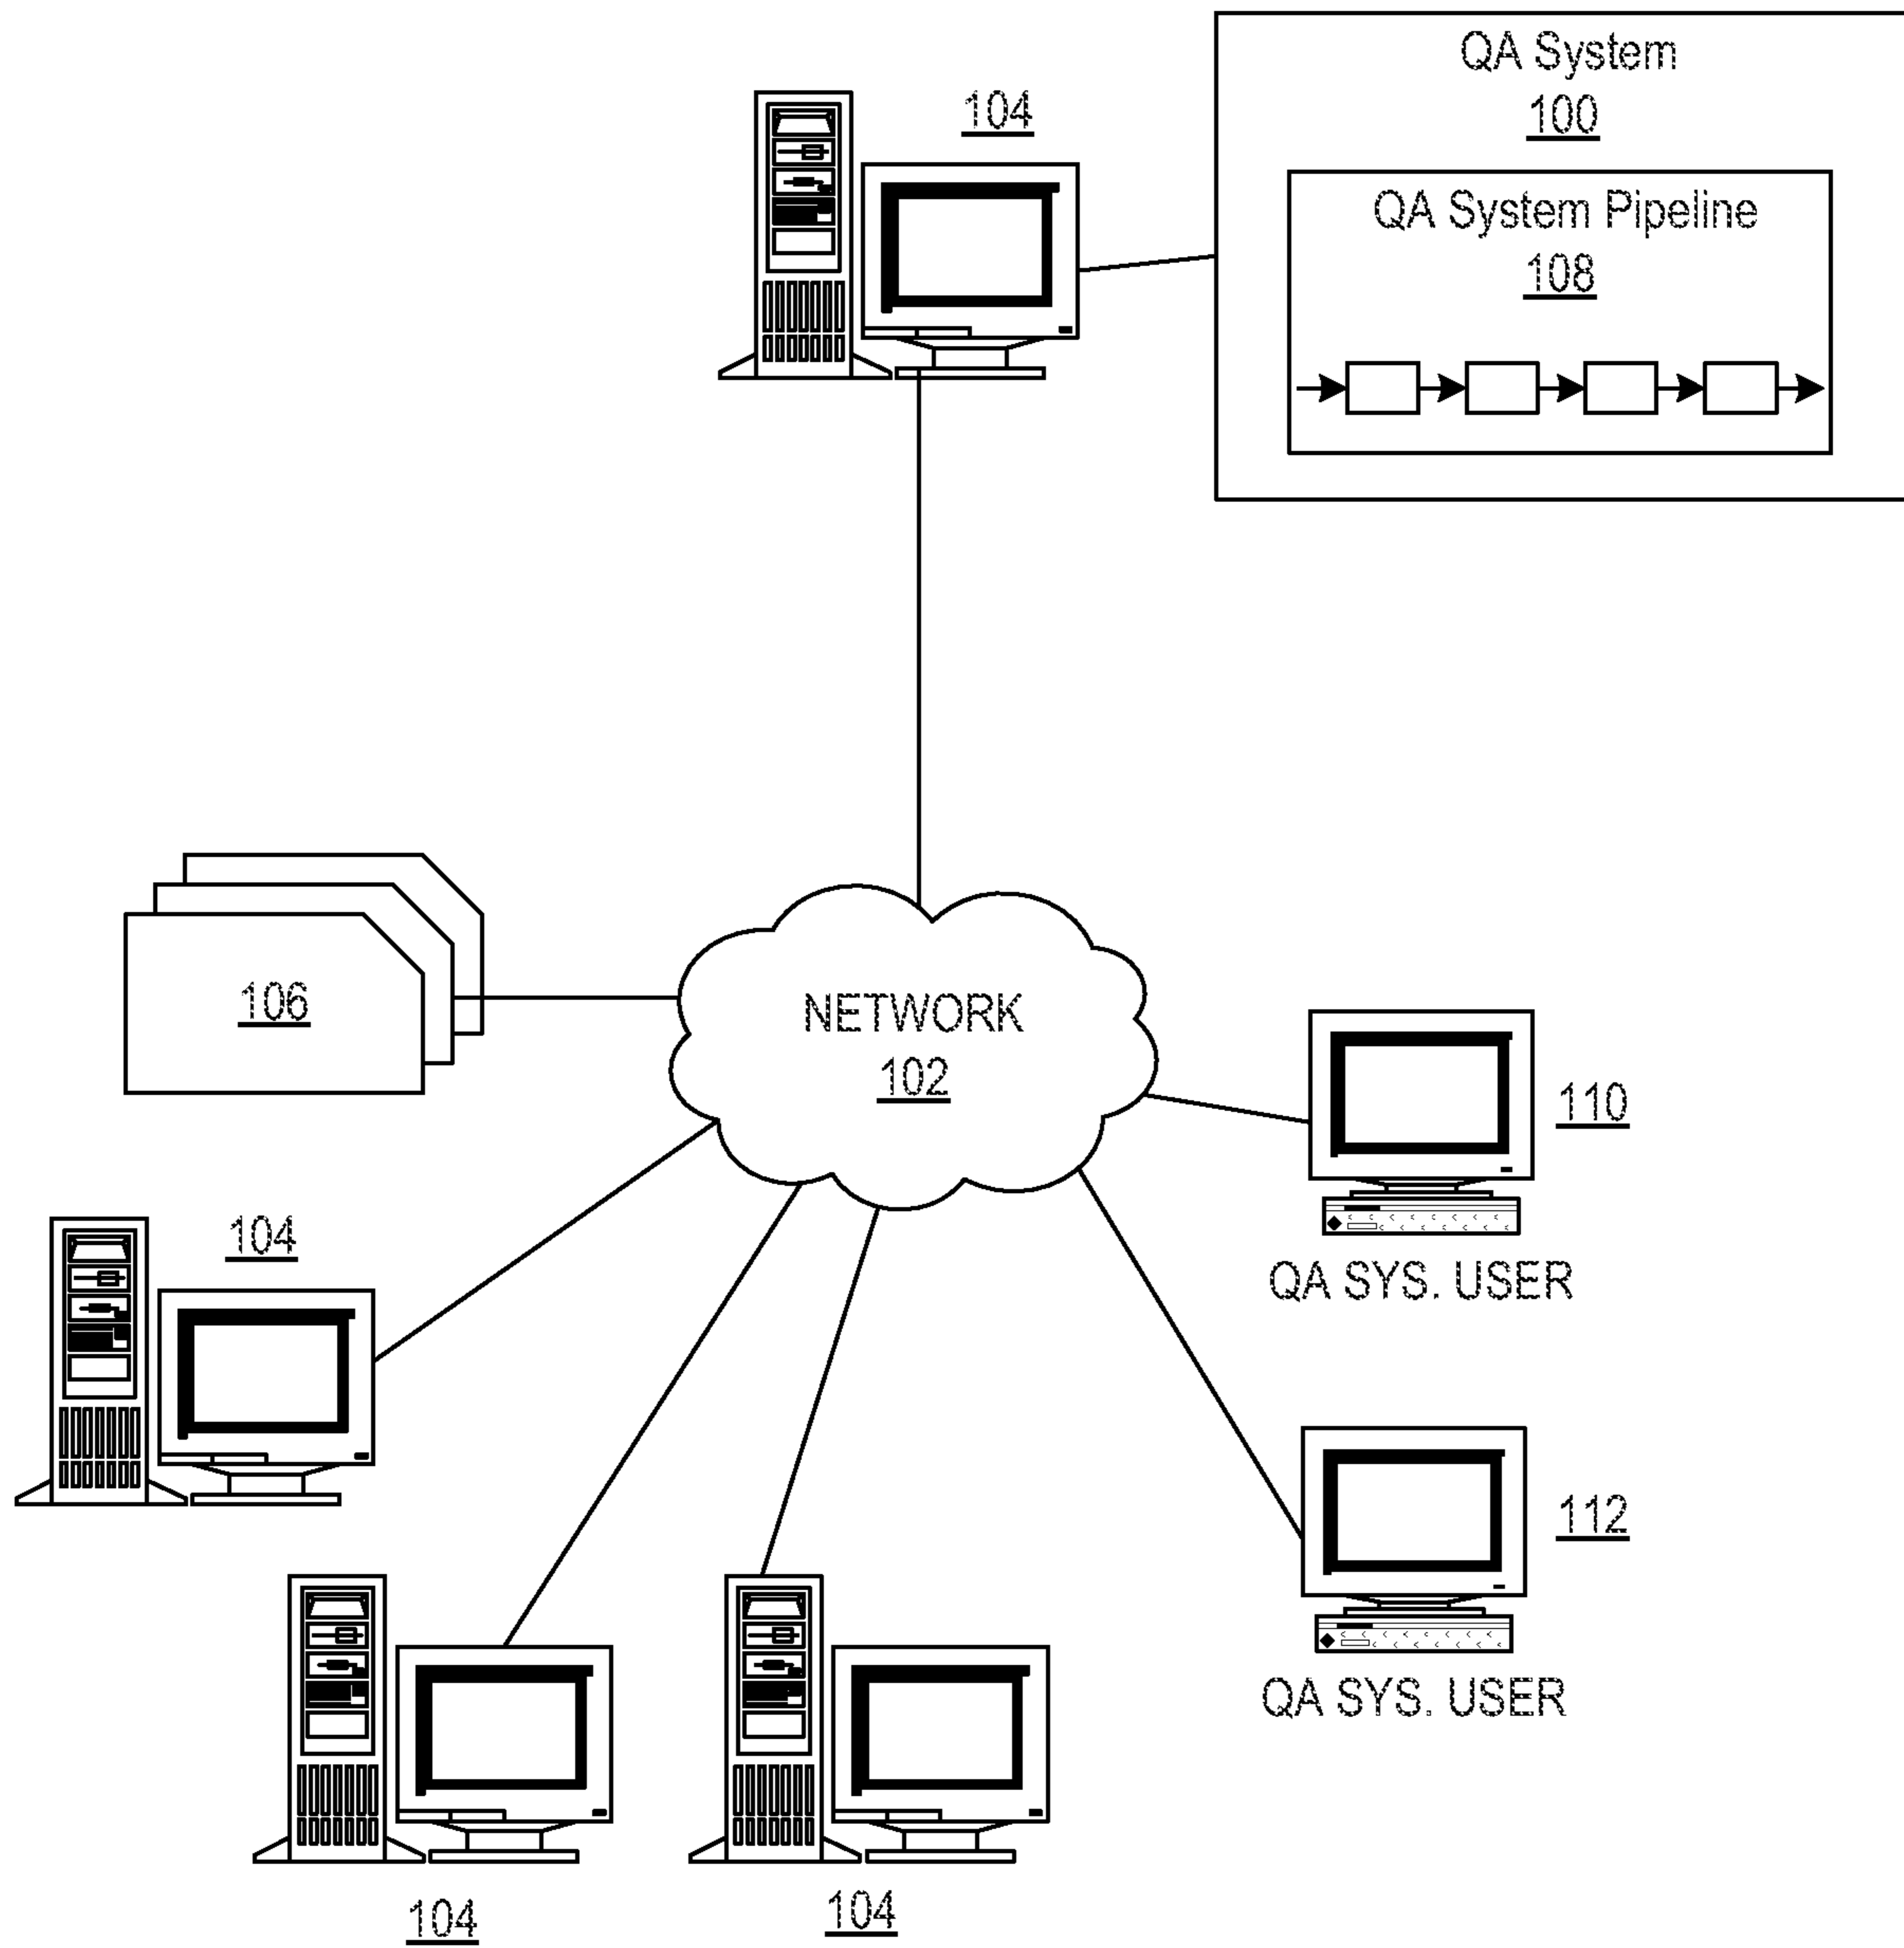 QA System
100
104
QA System Pipeline
108
NETWORK
102
106
110
QA SYS. USER
104
112
QA SYS. USER
104
104